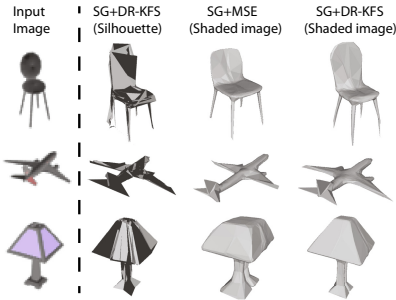 Input Image
SG+DR-KFS (Silhouette)
SG+MSE (Shaded image)
SG+DR-KFS (Shaded image)